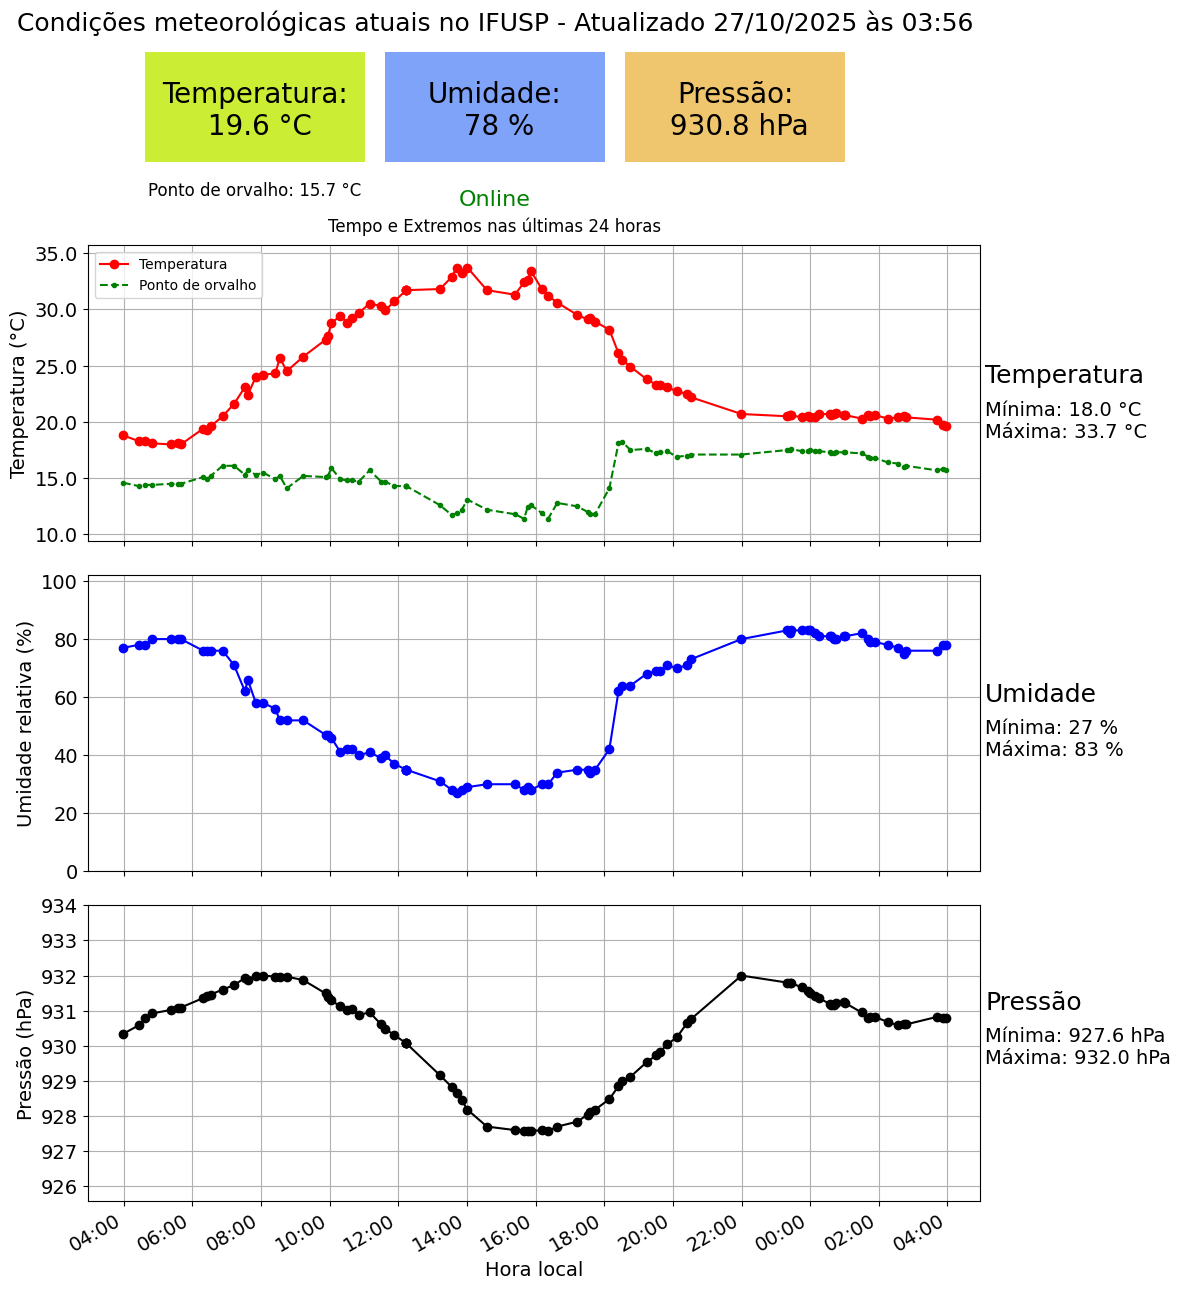 Condições meteorológicas atuais no IFUSP - Atualizado 27/10/2025 às 03:56
Temperatura:
19.6 °C
Umidade:
78 %
Pressão:
930.8 hPa
Ponto de orvalho: 15.7 °C
Online
Tempo e Extremos nas últimas 24 horas
Temperatura (°C)
35.0
30.0
25.0
20.0
15.0
10.0
Temperatura
Ponto de orvalho
Temperatura
Mínima: 18.0 °C
Máxima: 33.7 °C
Umidade relativa (%)
100
80
60
40
20
0
Umidade
Mínima: 27 %
Máxima: 83 %
Pressão (hPa)
934
933
932
931
930
929
928
927
926
Pressão
Mínima: 927.6 hPa
Máxima: 932.0 hPa
04:00 06:00 08:00 10:00 12:00 14:00 16:00 18:00 20:00 22:00 00:00 02:00 04:00
Hora local